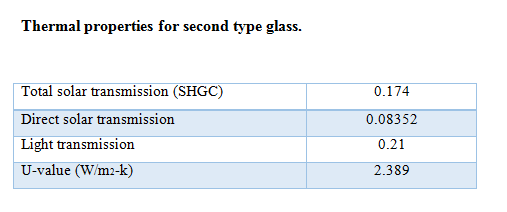 Thermal properties for second type glass.
Total solar transmission (SHGC) 0.174
Direct solar transmission 0.08352
Light transmission 0.21
U-value (W/m2-k) 2.389